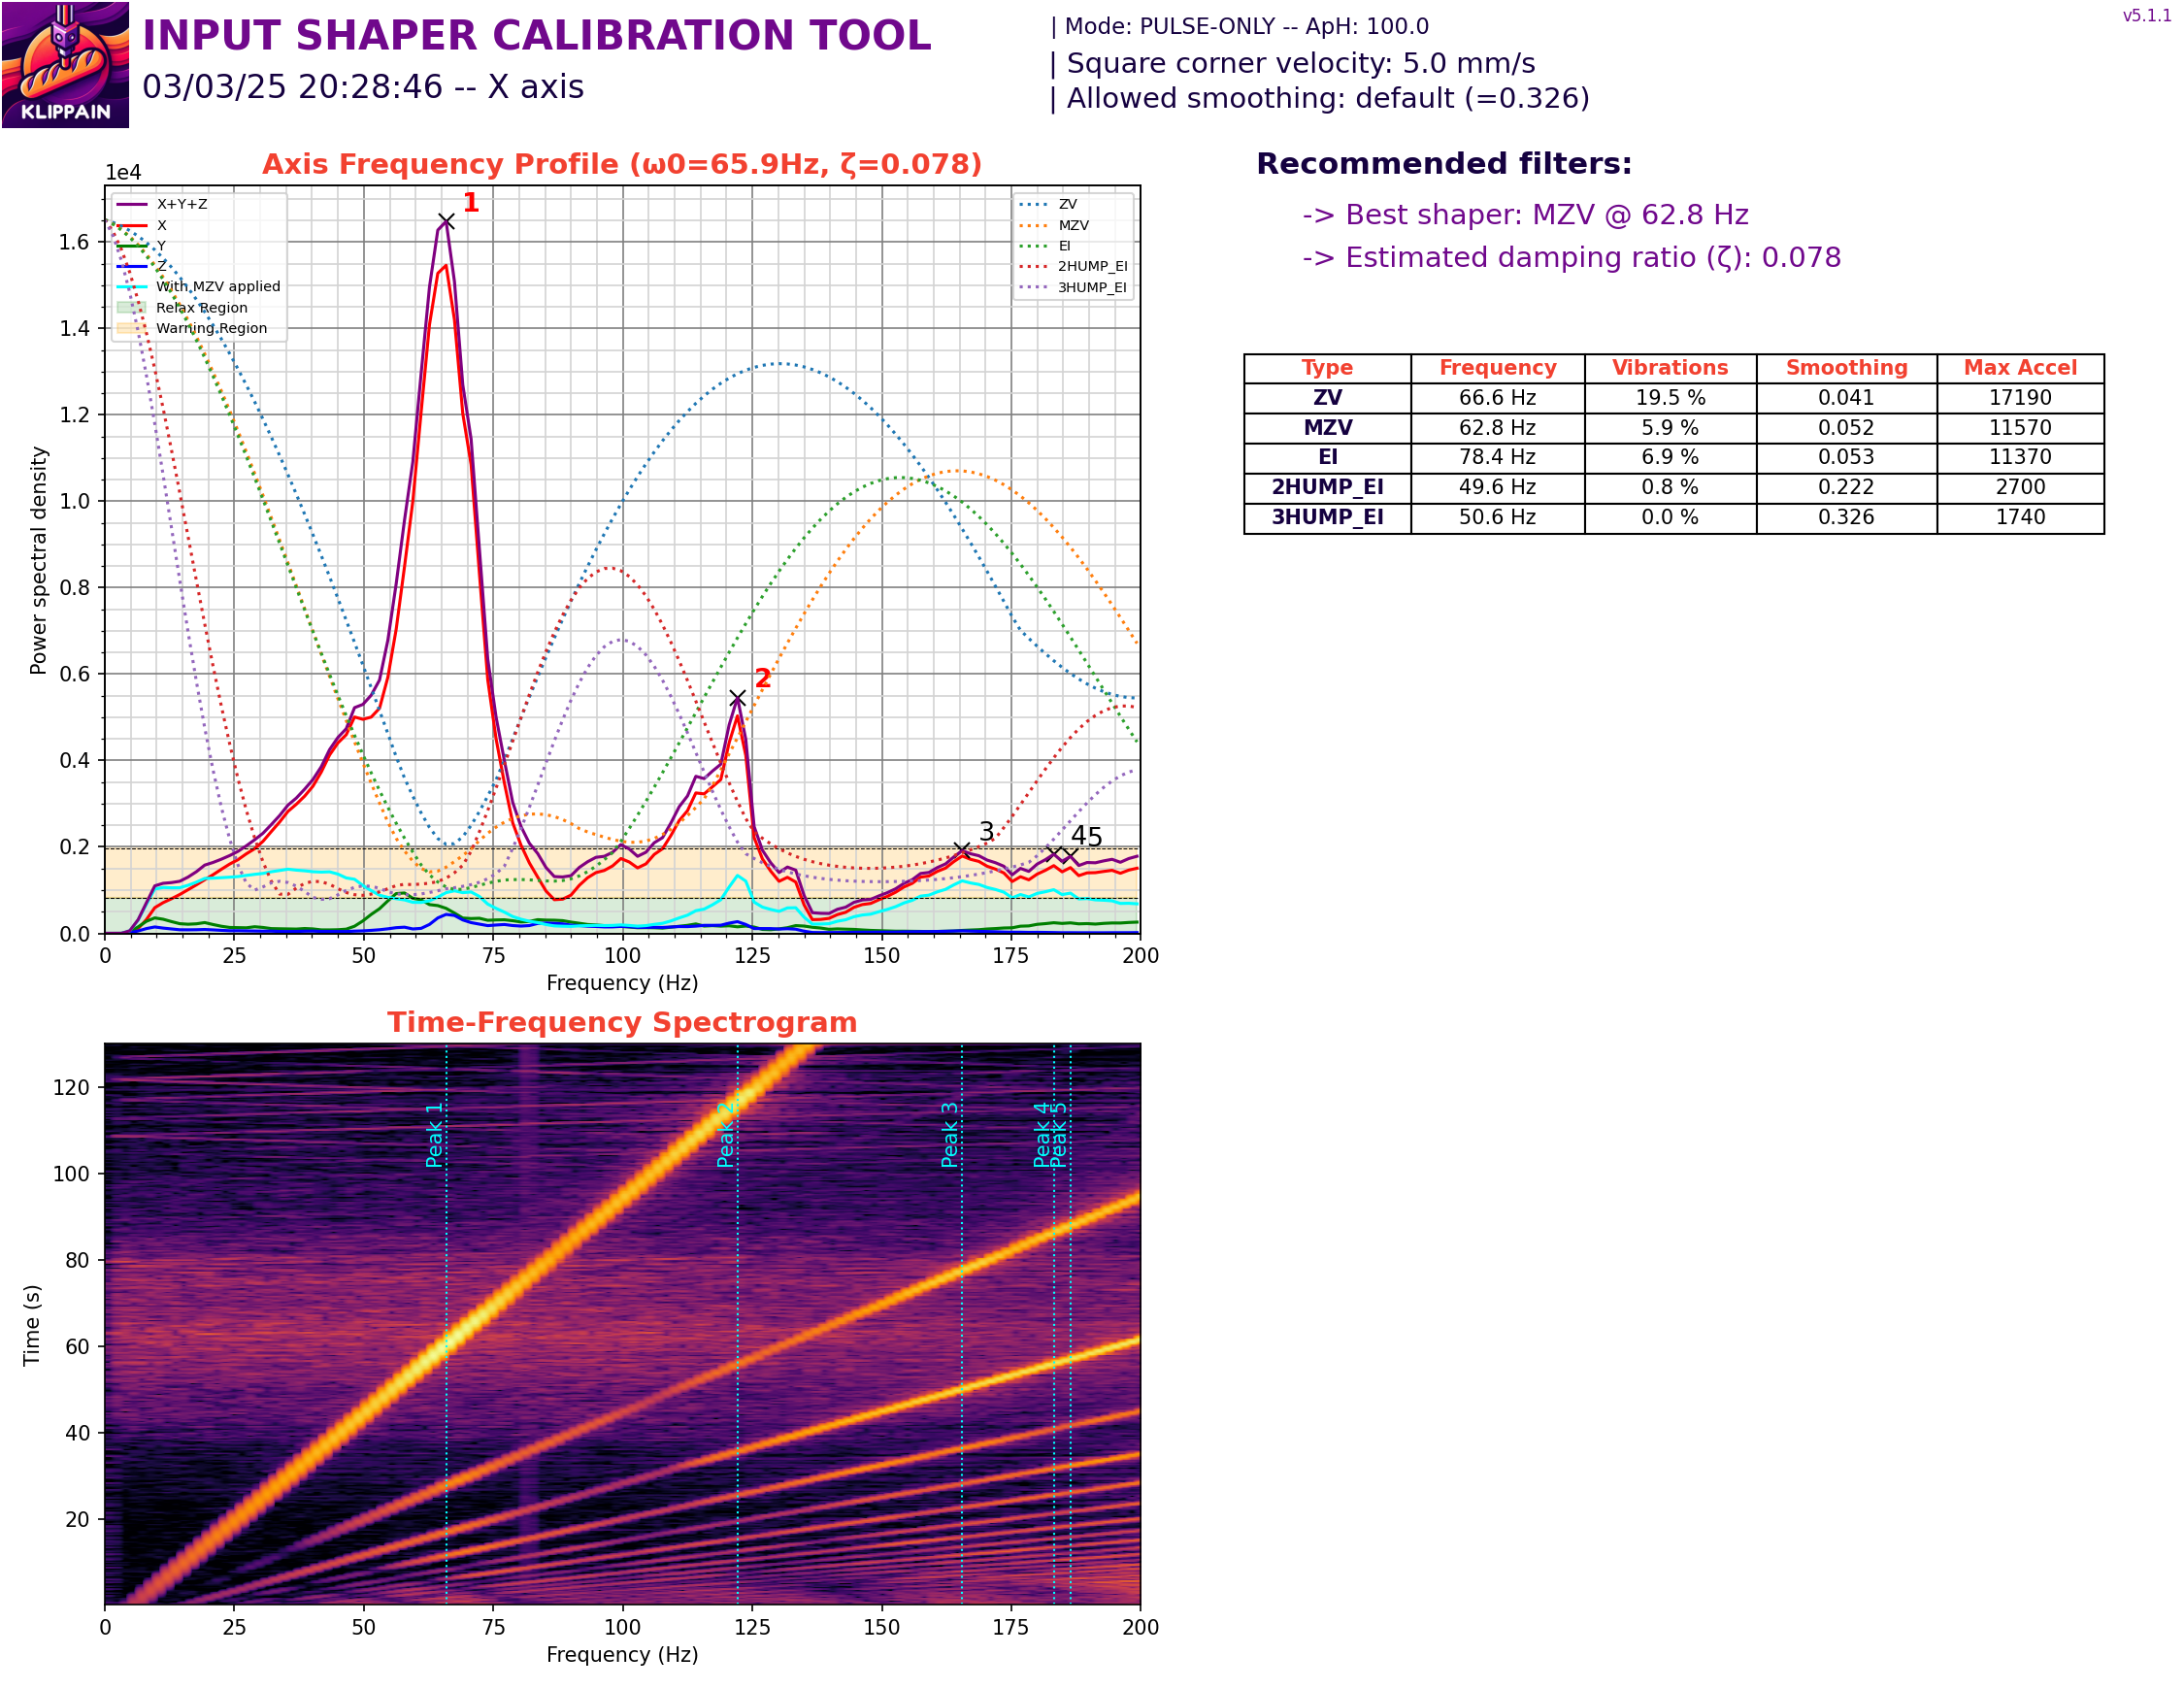 KLIPPAIN
INPUT SHAPER CALIBRATION TOOL
03/03/25 20:28:46 -- X axis
| Mode: PULSE-ONLY -- ApH: 100.0
| Square corner velocity: 5.0 mm/s
| Allowed smoothing: default (=0.326)
v5.1.1
Axis Frequency Profile (ω0=65.9Hz, ζ=0.078)
1e4
X+Y+Z
X
Y
Z
With MZV applied
Relax Region
Warning Region
ZV
MZV
EI
2HUMP_EI
3HUMP_EI
1
2
3
4
5
Power spectral density
1.6
1.4
1.2
1.0
0.8
0.6
0.4
0.2
0.0
0 25 50 75 100 125 150 175 200
Frequency (Hz)
Recommended filters:
-> Best shaper: MZV @ 62.8 Hz
-> Estimated damping ratio (ζ): 0.078
Type Frequency Vibrations Smoothing Max Accel
ZV 66.6 Hz 19.5 % 0.041 17190
MZV 62.8 Hz 5.9 % 0.052 11570
EI 78.4 Hz 6.9 % 0.053 11370
2HUMP_EI 49.6 Hz 0.8 % 0.222 2700
3HUMP_EI 50.6 Hz 0.0 % 0.326 1740
Time-Frequency Spectrogram
Time (s)
120
100
80
60
40
20
Peak 1
Peak 2
Peak 3
Peak 4
Peak 5
0 25 50 75 100 125 150 175 200
Frequency (Hz)